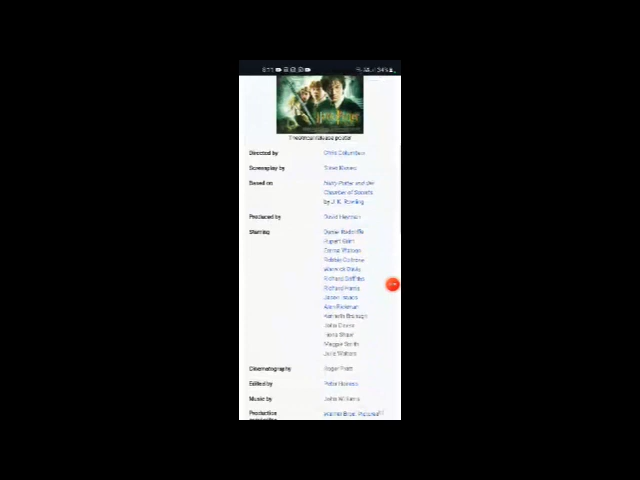 Theatrical release poster
Directed by Chris Columbus
Screenplay by Steve Kloves
Based on Harry Potter and the
Chamber of Secrets
by J. K. Rowling
Produced by David Heyman
Starring Daniel Radcliffe
Rupert Grint
Emma Watson
Robbie Coltrane
Warwick Davis
Richard Griffiths
Richard Harris
Jason Isaacs
Alan Rickman
Kenneth Branagh
John Cleese
Fiona Shaw
Maggie Smith
Julie Walters
Cinematography Roger Pratt
Edited by Peter Honess
Music by John Williams
Production Warner Bros. Pictures